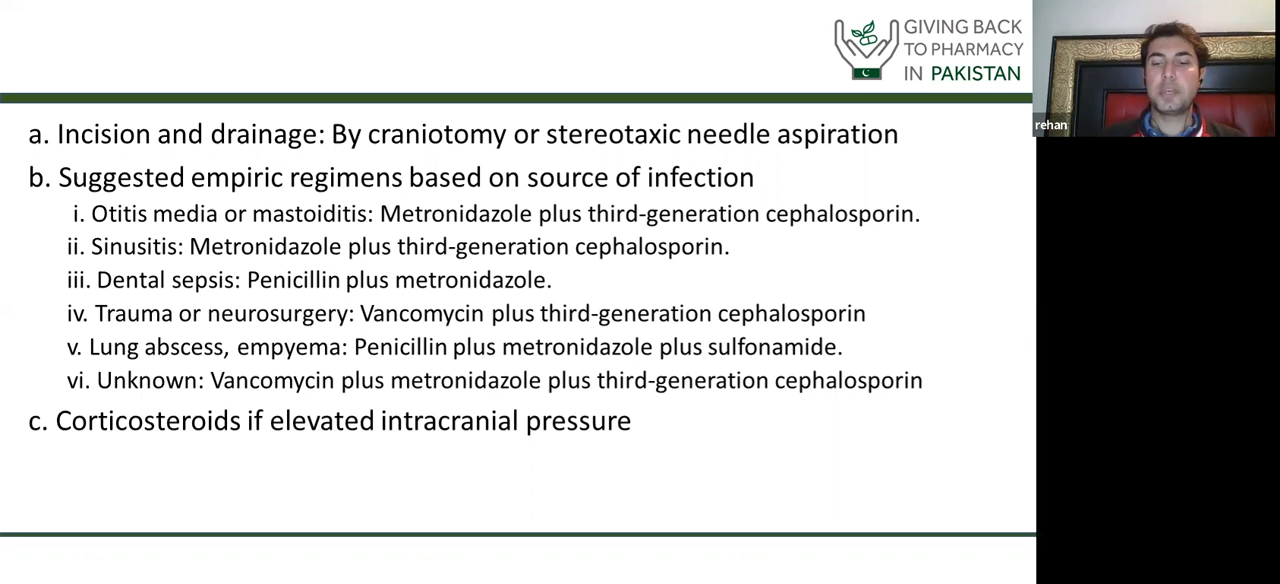 GIVING BACK
TO PHARMACY
IN PAKISTAN
rehan
a. Incision and drainage: By craniotomy or stereotaxic needle aspiration
b. Suggested empiric regimens based on source of infection
i. Otitis media or mastoiditis: Metronidazole plus third-generation cephalosporin.
ii. Sinusitis: Metronidazole plus third-generation cephalosporin.
iii. Dental sepsis: Penicillin plus metronidazole.
iv. Trauma or neurosurgery: Vancomycin plus third-generation cephalosporin
v. Lung abscess, empyema: Penicillin plus metronidazole plus sulfonamide.
vi. Unknown: Vancomycin plus metronidazole plus third-generation cephalosporin
c. Corticosteroids if elevated intracranial pressure